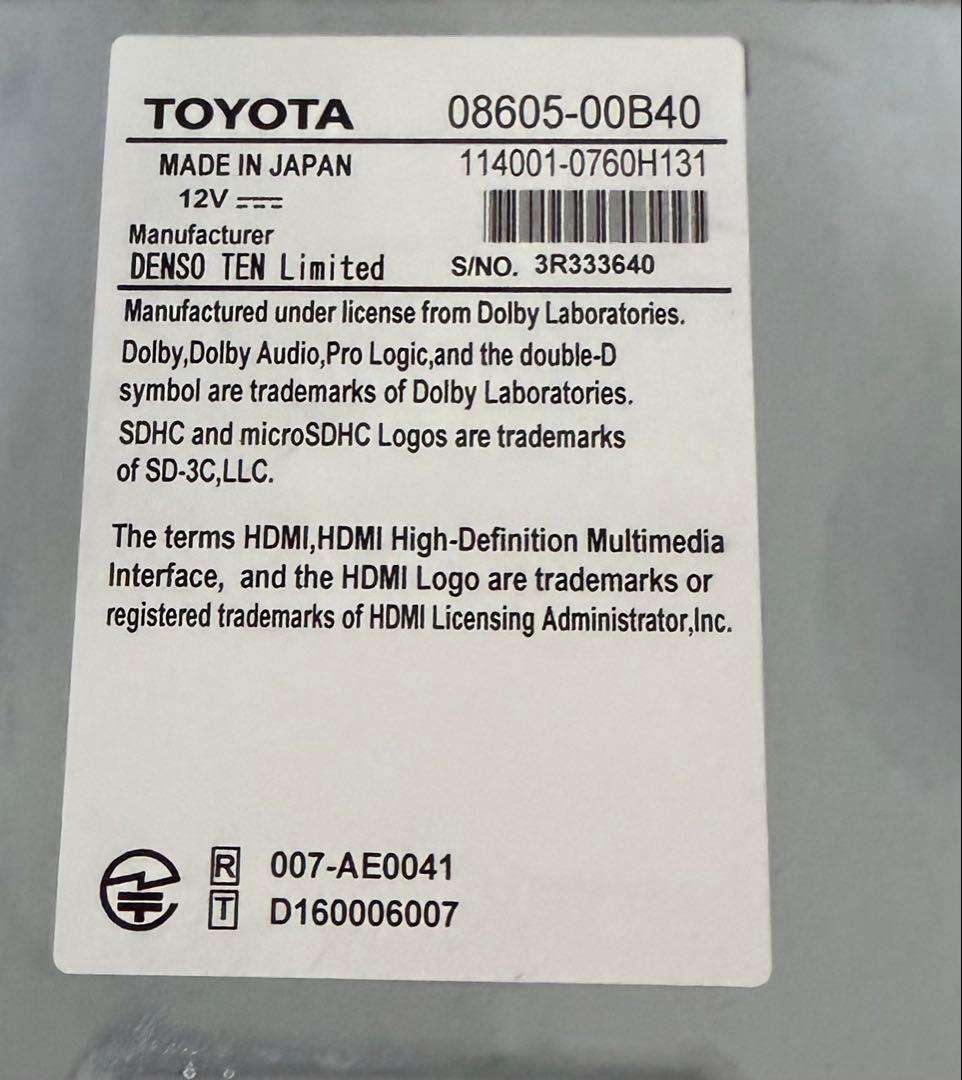 TOYOTA 08605-00B40
MADE IN JAPAN 114001-0760H131
12V
Manufacturer
DENSO TEN Limited S/NO. 3R333640
Manufactured under license from Dolby Laboratories.
Dolby,Dolby Audio,Pro Logic,and the double-D
symbol are trademarks of Dolby Laboratories.
SDHC and microSDHC Logos are trademarks
of SD-3C,LLC.
The terms HDMI,HDMI High-Definition Multimedia
Interface, and the HDMI Logo are trademarks or
registered trademarks of HDMI Licensing Administrator,Inc.
R 007-AE0041
T D160006007